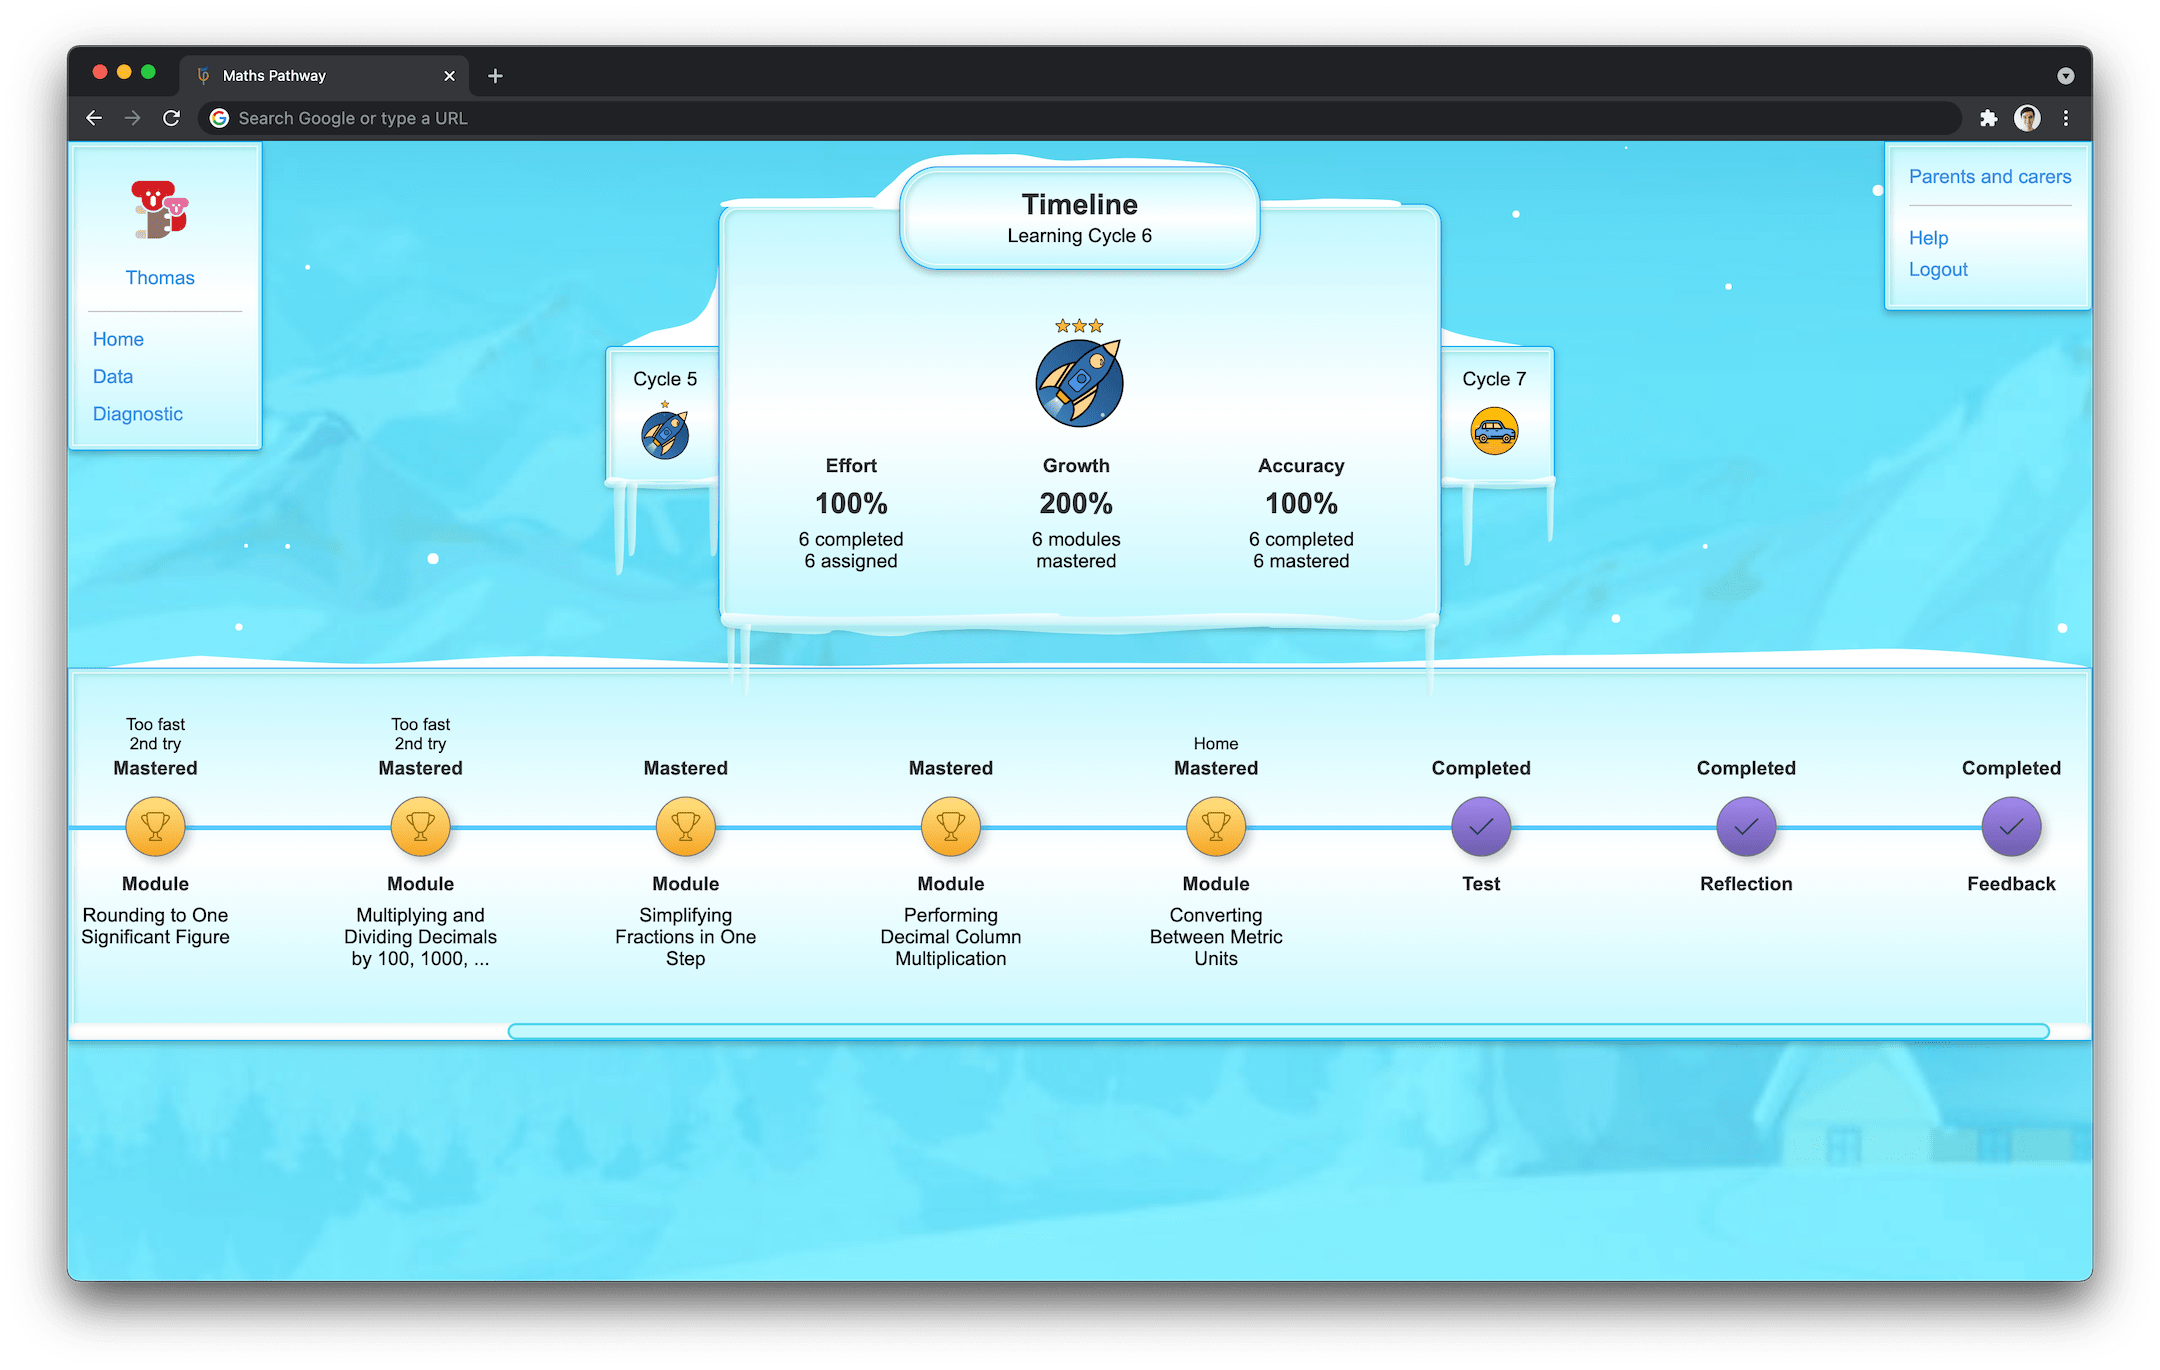 Maths Pathway
Search Google or type a URL
Thomas
Home
Data
Diagnostic
Timeline
Learning Cycle 6
Parents and carers
Help
Logout
Cycle 5
Cycle 7
Effort
100%
6 completed
6 assigned
Growth
200%
6 modules
mastered
Accuracy
100%
6 completed
6 mastered
Too fast
2nd try
Mastered
Module
Rounding to One
Significant Figure
Too fast
2nd try
Mastered
Module
Multiplying and
Dividing Decimals
by 100, 1000, ...
Mastered
Module
Simplifying
Fractions in One
Step
Mastered
Module
Performing
Decimal Column
Multiplication
Home
Mastered
Module
Converting
Between Metric
Units
Completed
Test
Completed
Reflection
Completed
Feedback